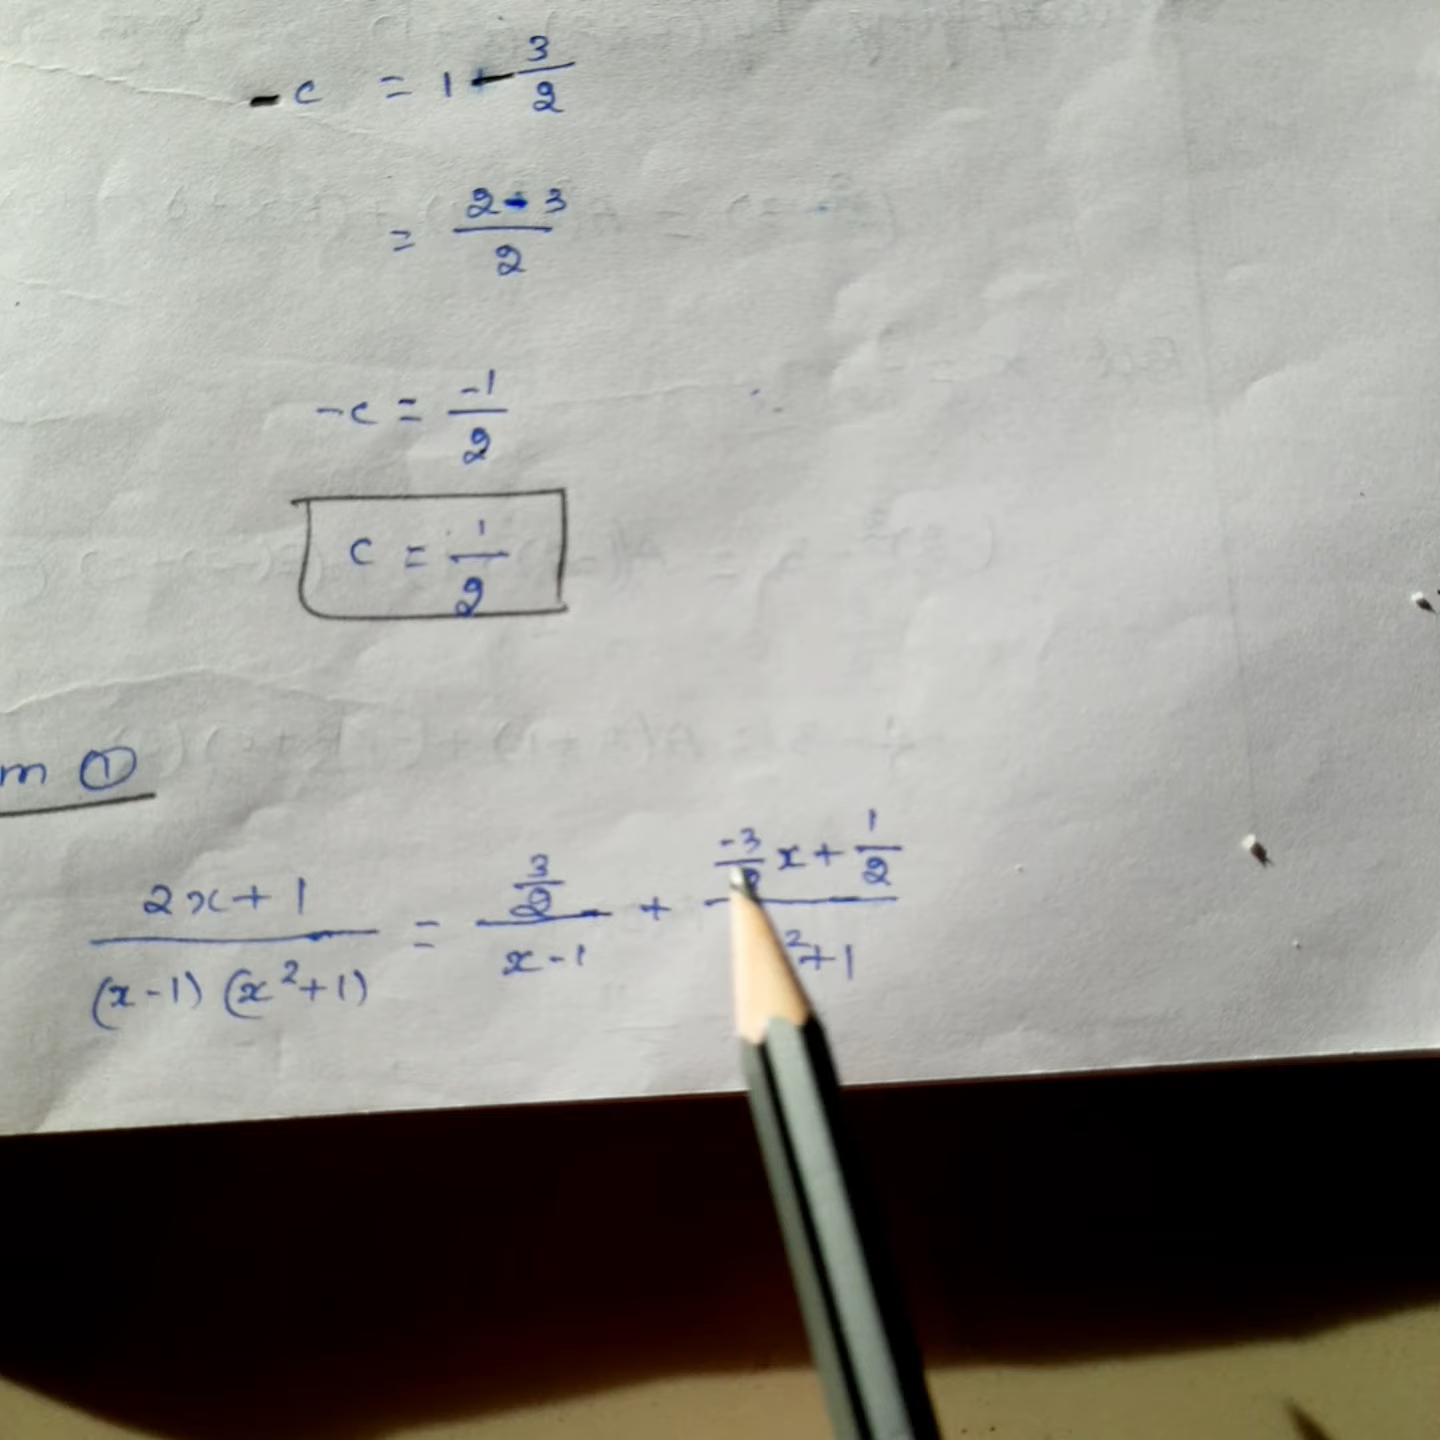 -c = 1 - 3/2
= 2-3/2
-c = -1/2
c = 1/2
m ①
2x+1/(x-1)(x²+1) = 3/2/x-1 + -3/2 x+1/2/²+1